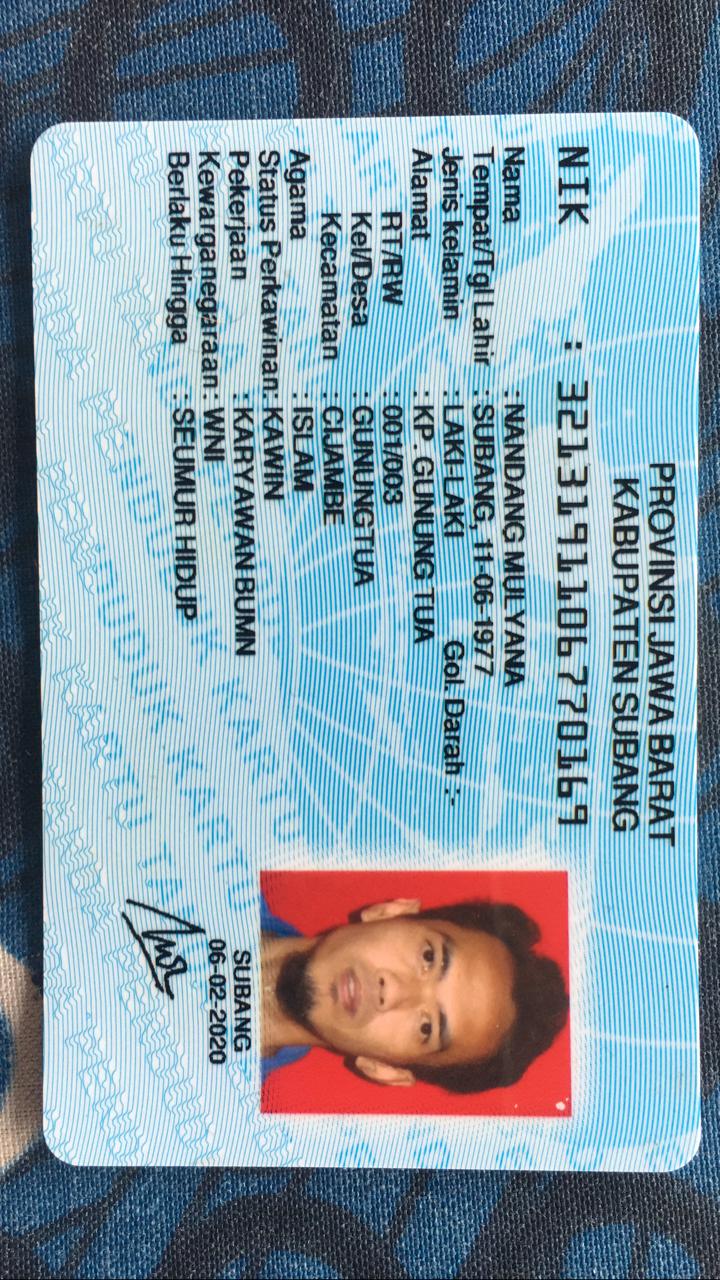 PROVINSI JAWA BARAT
KABUPATEN SUBANG
NIK : 3213191106770169
Nama : NANDANG MULYANA
Tempat/Tgl Lahir : SUBANG, 11-06-1977
Jenis kelamin : LAKI-LAKI Gol. Darah :-
Alamat : KP. GUNUNG TUA
RT/RW : 001/003
Kel/Desa : GUNUNGTUA
Kecamatan : CIJAMBE
Agama : ISLAM
Status Perkawinan: KAWIN
Pekerjaan : KARYAWAN BUMN
Kewarganegaraan: WNI
Berlaku Hingga : SEUMUR HIDUP
SUBANG
06-02-2020